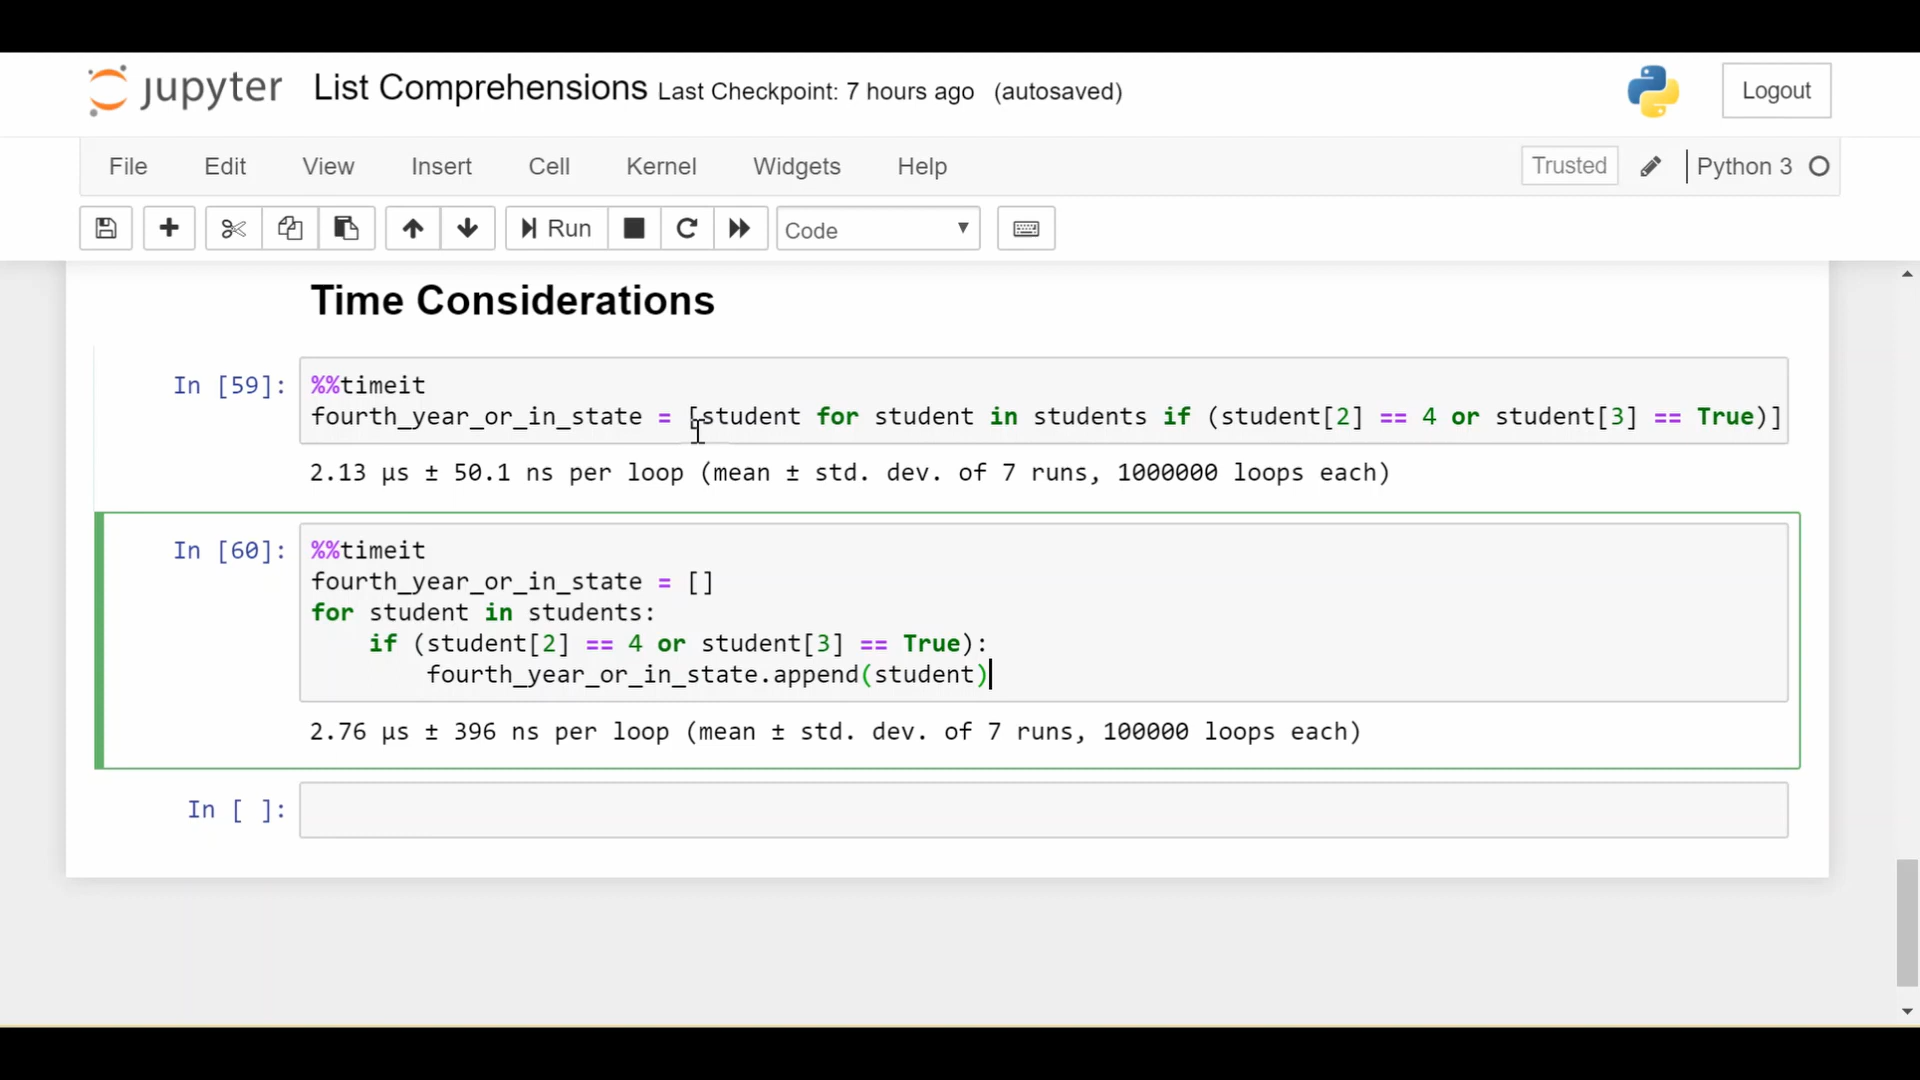 jupyter List Comprehensions Last Checkpoint: 7 hours ago (autosaved) Logout
File Edit View Insert Cell Kernel Widgets Help Trusted Python 3
Run Code
Time Considerations
In [59]: %%timeit
fourth_year_or_in_state = [student for student in students if (student[2] == 4 or student[3] == True)]
2.13 µs ± 50.1 ns per loop (mean ± std. dev. of 7 runs, 1000000 loops each)
In [60]: %%timeit
fourth_year_or_in_state = []
for student in students:
    if (student[2] == 4 or student[3] == True):
        fourth_year_or_in_state.append(student)
2.76 µs ± 396 ns per loop (mean ± std. dev. of 7 runs, 100000 loops each)
In [ ]: